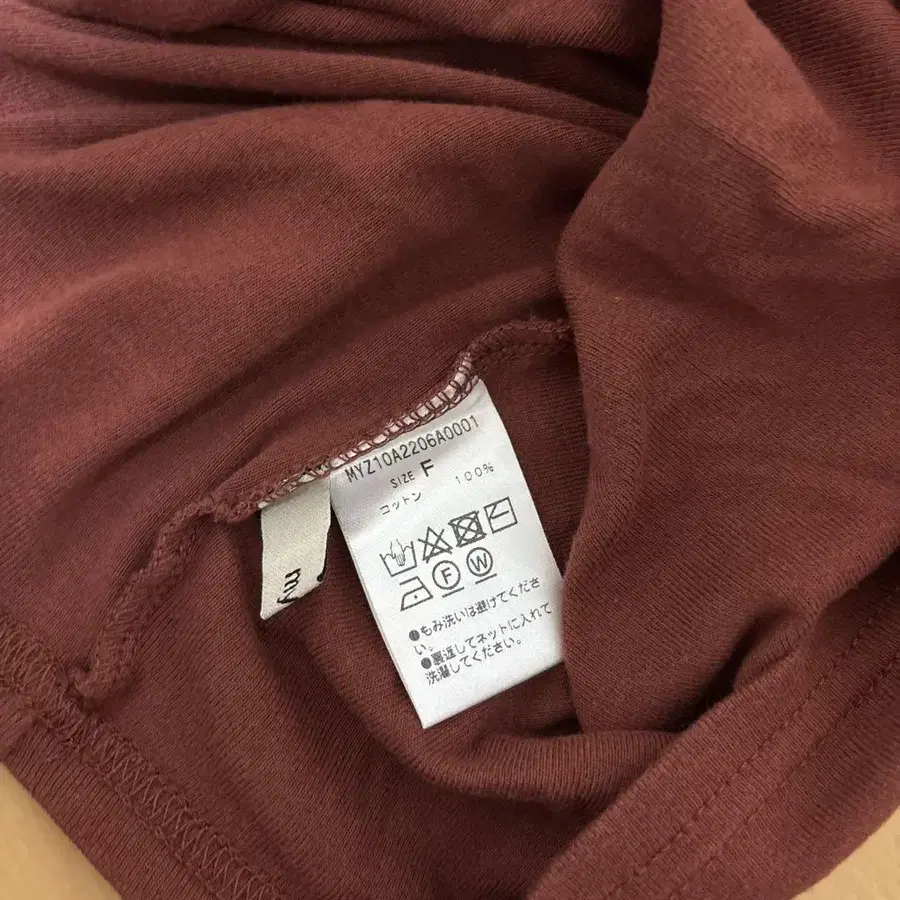 MYZ10A2206A0001
SIZE F
コットン 100%
F W
●もみ洗いは避けてくださ
い。
●裏返してネットに入れて
洗濯してください。
my